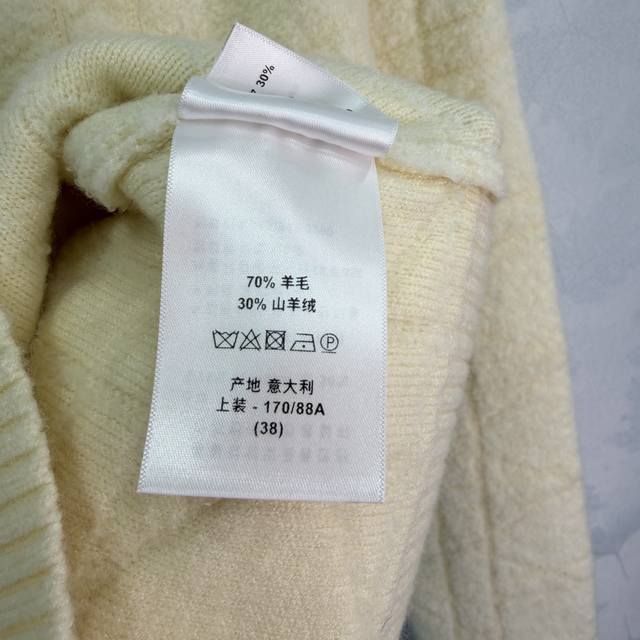 30%
70% 羊毛
30% 山羊绒
产地 意大利
上装 - 170/88A
(38)